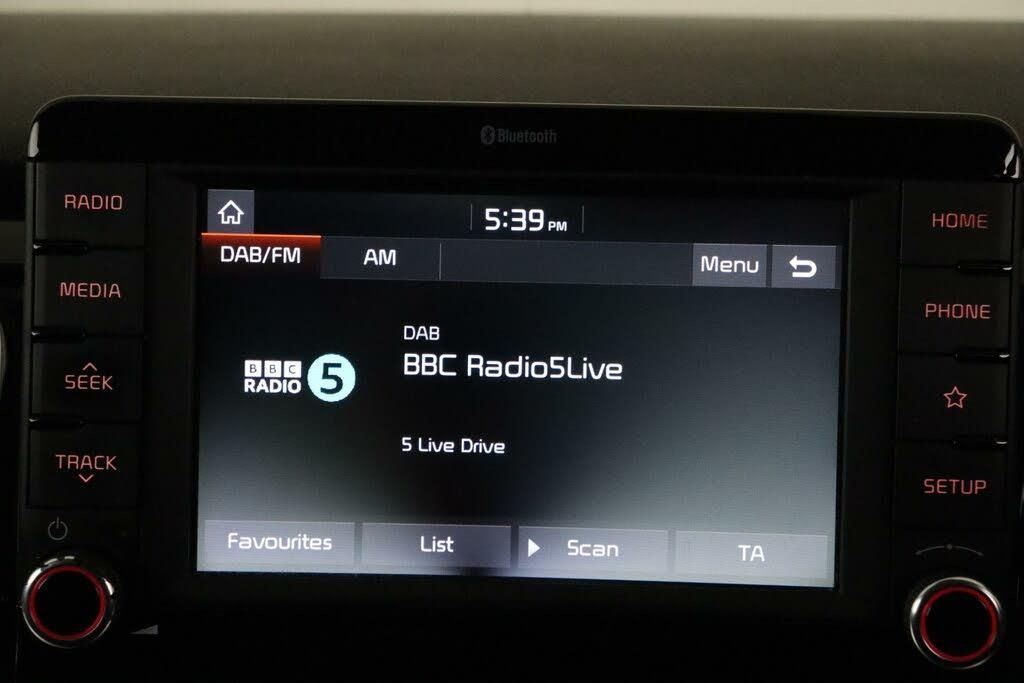 Bluetooth
RADIO
MEDIA
SEEK
TRACK
5:39 PM
DAB/FM
AM
Menu
BBC
RADIO 5
DAB
BBC Radio5Live
5 Live Drive
Favourites
List
Scan
TA
HOME
PHONE
SETUP